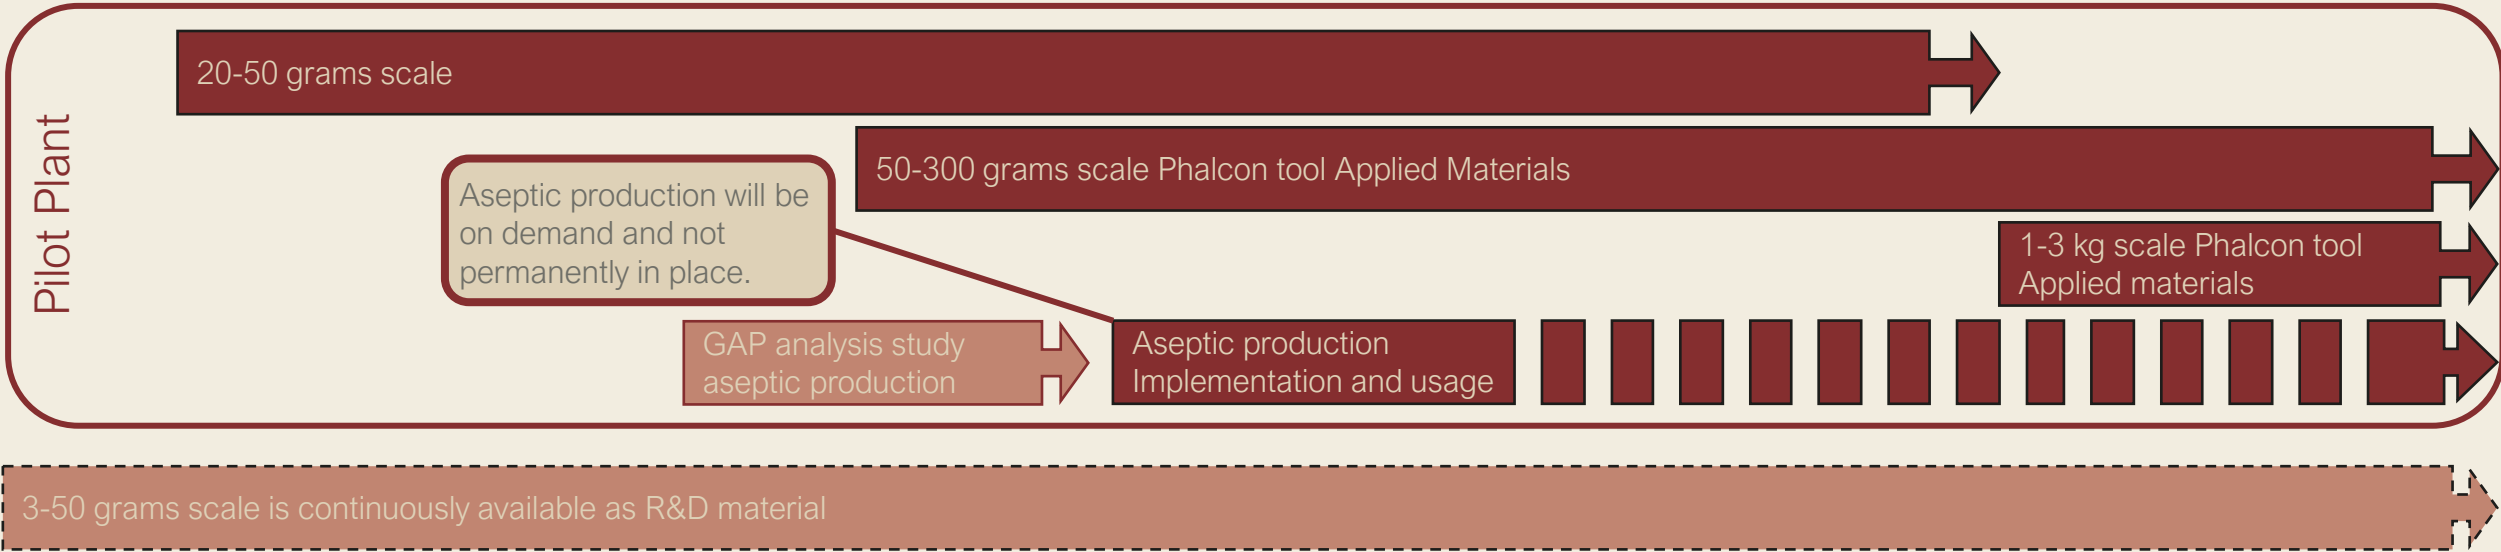 Pilot Plant
20-50 grams scale
50-300 grams scale Phalcon tool Applied Materials
Aseptic production will be
on demand and not
permanently in place.
1-3 kg scale Phalcon tool
Applied materials
GAP analysis study
aseptic production
Aseptic production
Implementation and usage
3-50 grams scale is continuously available as R&D material